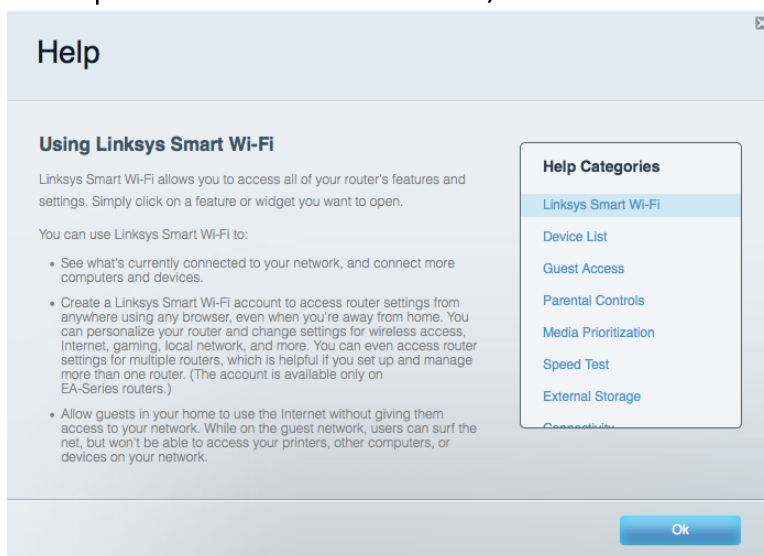 Help
Using Linksys Smart Wi-Fi
Linksys Smart Wi-Fi allows you to access all of your router's features and
settings. Simply click on a feature or widget you want to open.
You can use Linksys Smart Wi-Fi to:
• See what's currently connected to your network, and connect more
computers and devices.
• Create a Linksys Smart Wi-Fi account to access router settings from
anywhere using any browser, even when you're away from home. You
can personalize your router and change settings for wireless access,
Internet, gaming, local network, and more. You can even access router
settings for multiple routers, which is helpful if you set up and manage
more than one router. (The account is available only on
EA-Series routers.)
• Allow guests in your home to use the Internet without giving them
access to your network. While on the guest network, users can surf the
net, but won't be able to access your printers, other computers, or
devices on your network.
Help Categories
Linksys Smart Wi-Fi
Device List
Guest Access
Parental Controls
Media Prioritization
Speed Test
External Storage
Connectivity
Ok